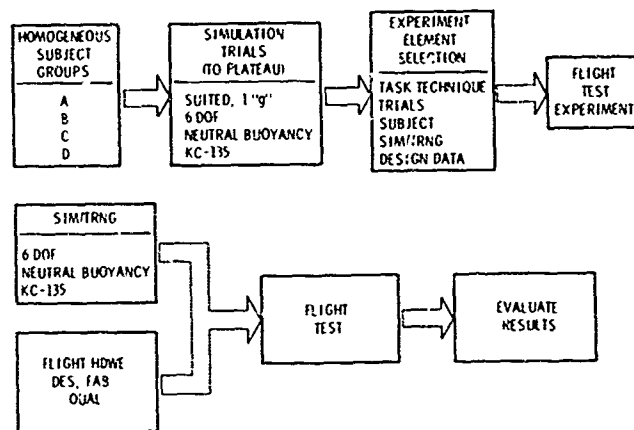 HOMOGENEOUS
SUBJECT
GROUPS
A
B
C
D
SIMULATION
TRIALS
(TO PLATEAU)
SUITED, 1 "g"
6 DOF
NEUTRAL BUOYANCY
KC-135
EXPERIMENT
ELEMENT
SELECTION
TASK TECHNIQUE
TRIALS
SUBJECT
SIM/TRNG
DESIGN DATA
FLIGHT
TEST
EXPERIMENT
SIM/TRNG
6 DOF
NEUTRAL BUOYANCY
KC-135
FLIGHT HDWE
DES, FAB
QUAL
FLIGHT
TEST
EVALUATE
RESULTS